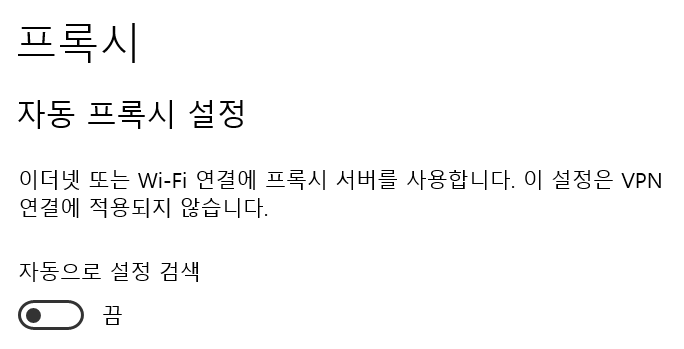 프록시
자동 프록시 설정
이더넷 또는 Wi-Fi 연결에 프록시 서버를 사용합니다. 이 설정은 VPN
연결에 적용되지 않습니다.
자동으로 설정 검색
끔